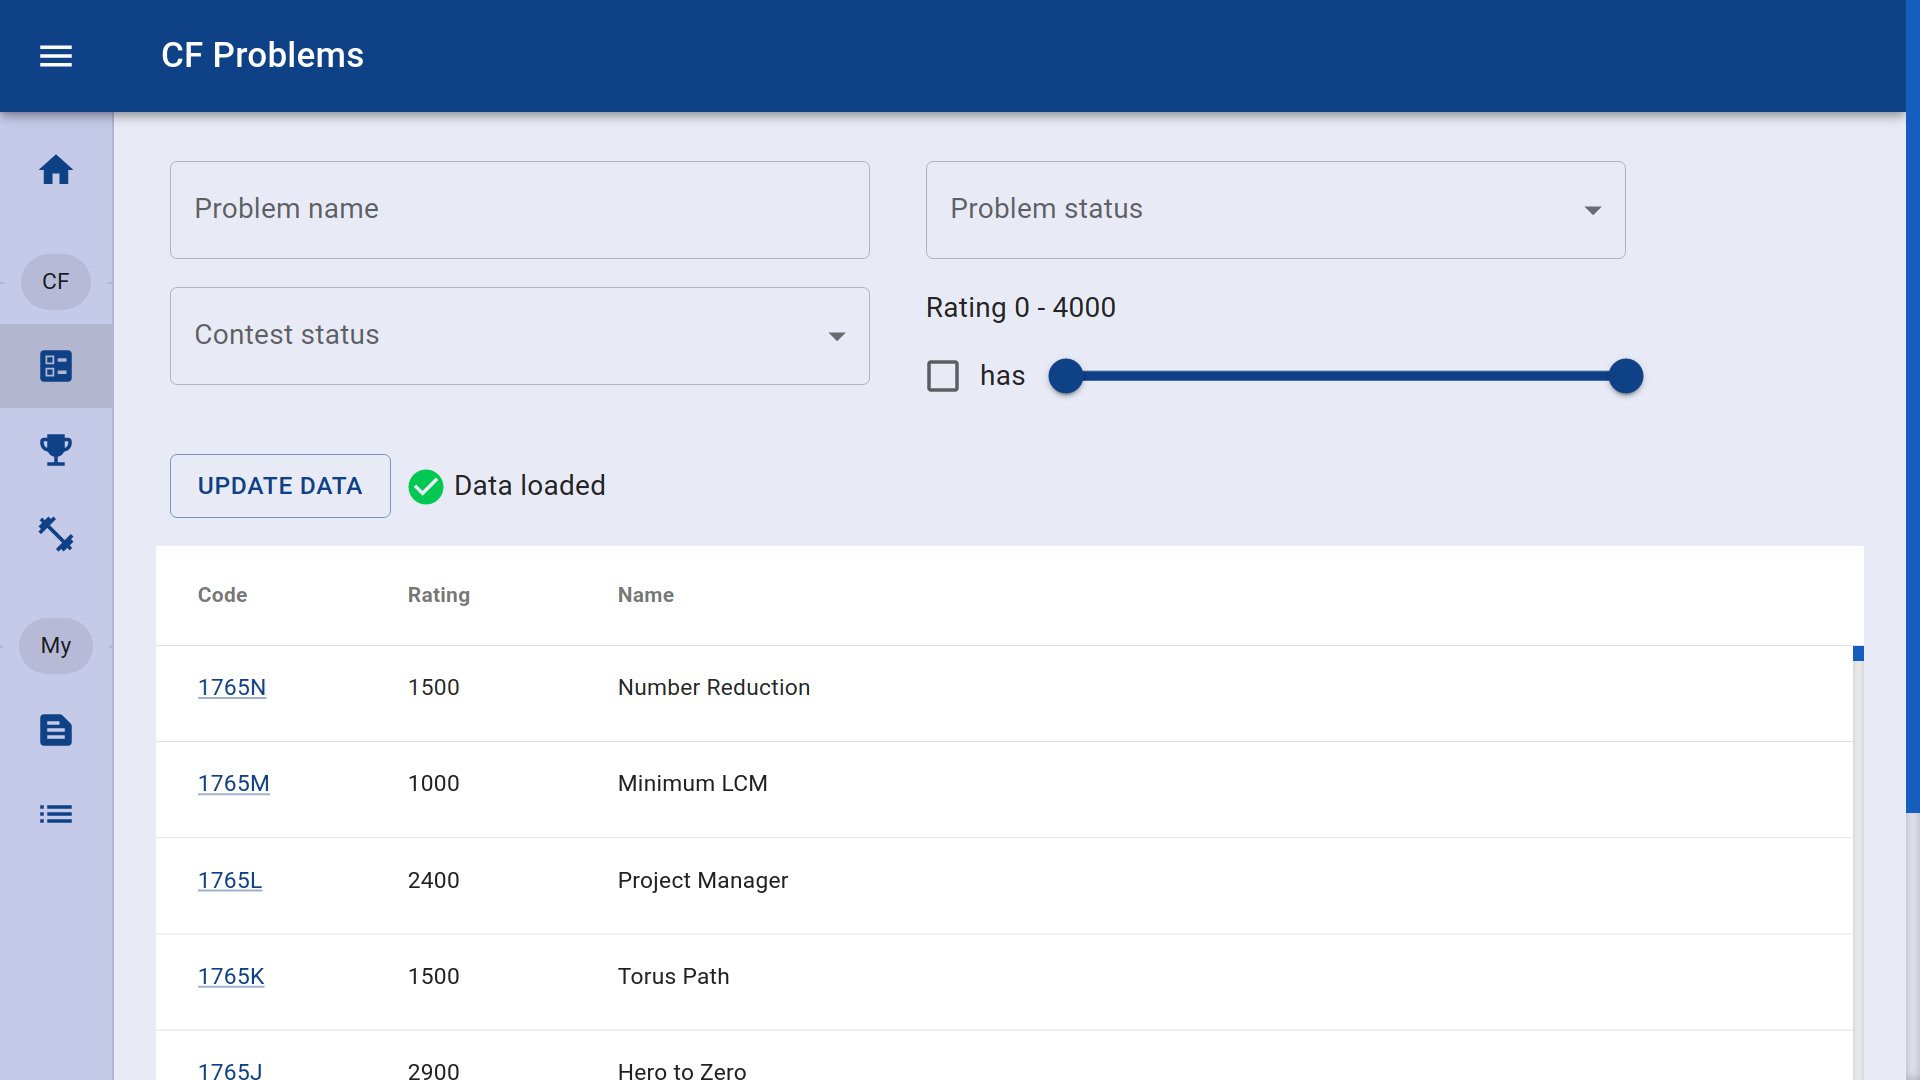 CF Problems
CF
My
Problem name
Problem status
Contest status
Rating 0 - 4000
has
UPDATE DATA
Data loaded
Code Rating Name
1765N 1500 Number Reduction
1765M 1000 Minimum LCM
1765L 2400 Project Manager
1765K 1500 Torus Path
1765J 2900 Hero to Zero